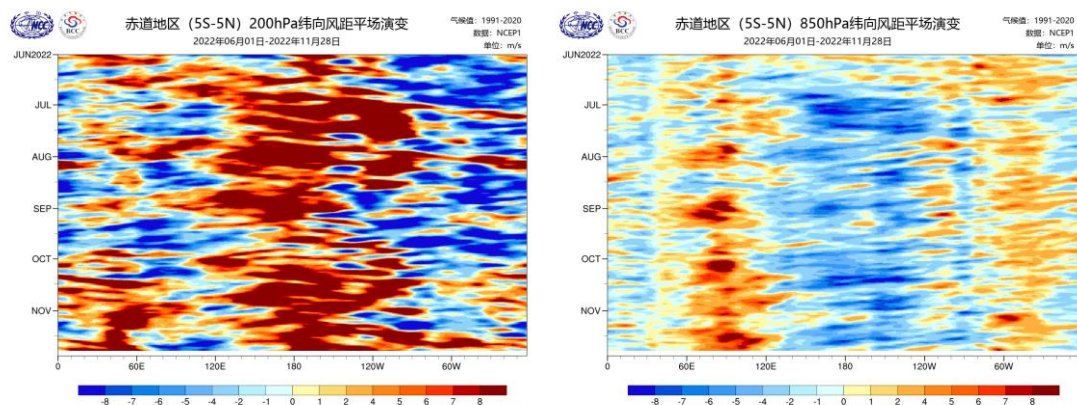 NCC
BCC
赤道地区（5S-5N）200hPa纬向风距平场演变
2022年06月01日-2022年11月28日
气候值：1991-2020
数据：NCEP1
单位：m/s
JUN2022
JUL
AUG
SEP
OCT
NOV
0 60E 120E 180 120W 60W
-8 -7 -6 -5 -4 -2 -1 0 1 2 3 4 6 7 8
NCC
BCC
赤道地区（5S-5N）850hPa纬向风距平场演变
2022年06月01日-2022年11月28日
气候值：1991-2020
数据：NCEP1
单位：m/s
JUN2022
JUL
AUG
SEP
OCT
NOV
0 60E 120E 180 120W 60W
-8 -7 -6 -5 -4 -2 -1 0 1 2 3 4 6 7 8